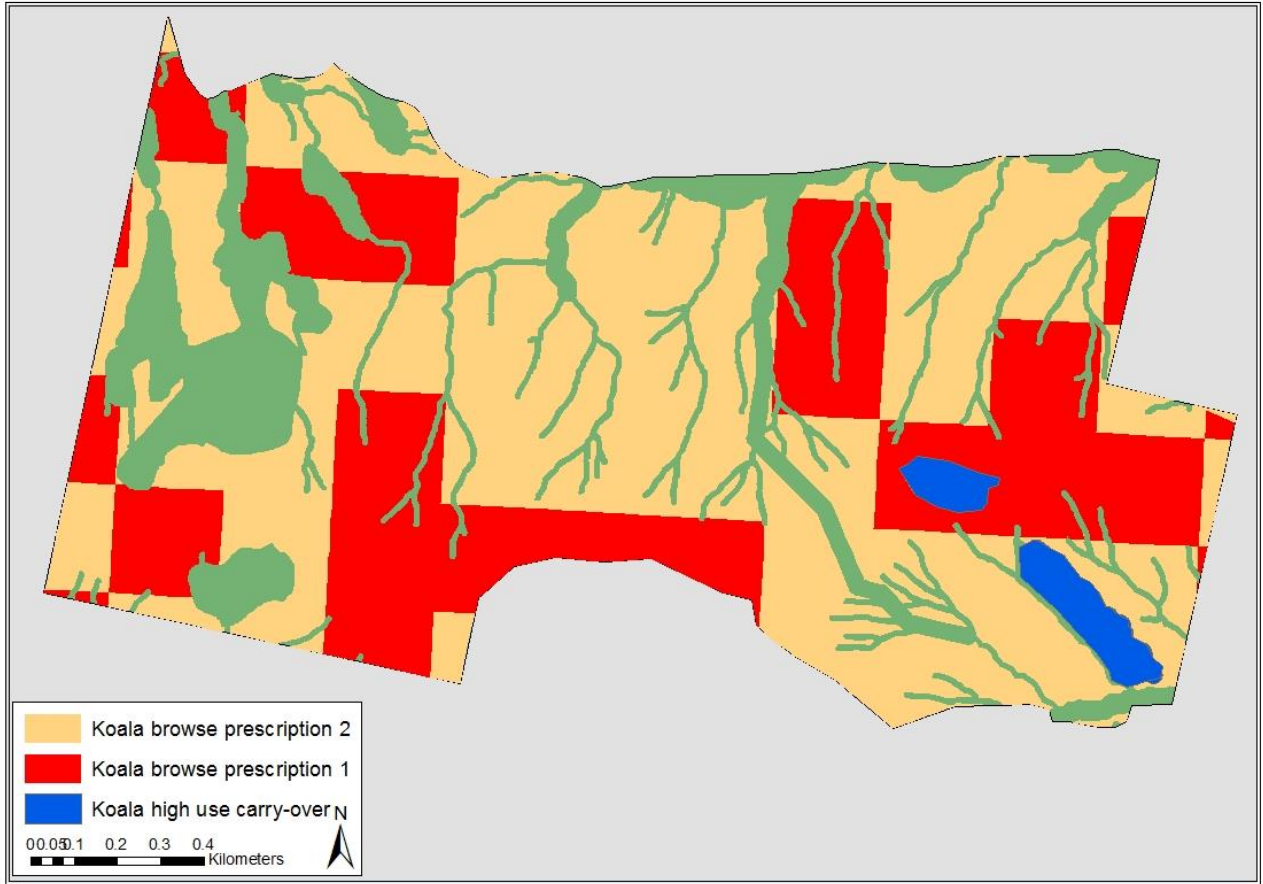 Koala browse prescription 2
Koala browse prescription 1
Koala high use carry-over
N
00.050.1 0.2 0.3 0.4
Kilometers